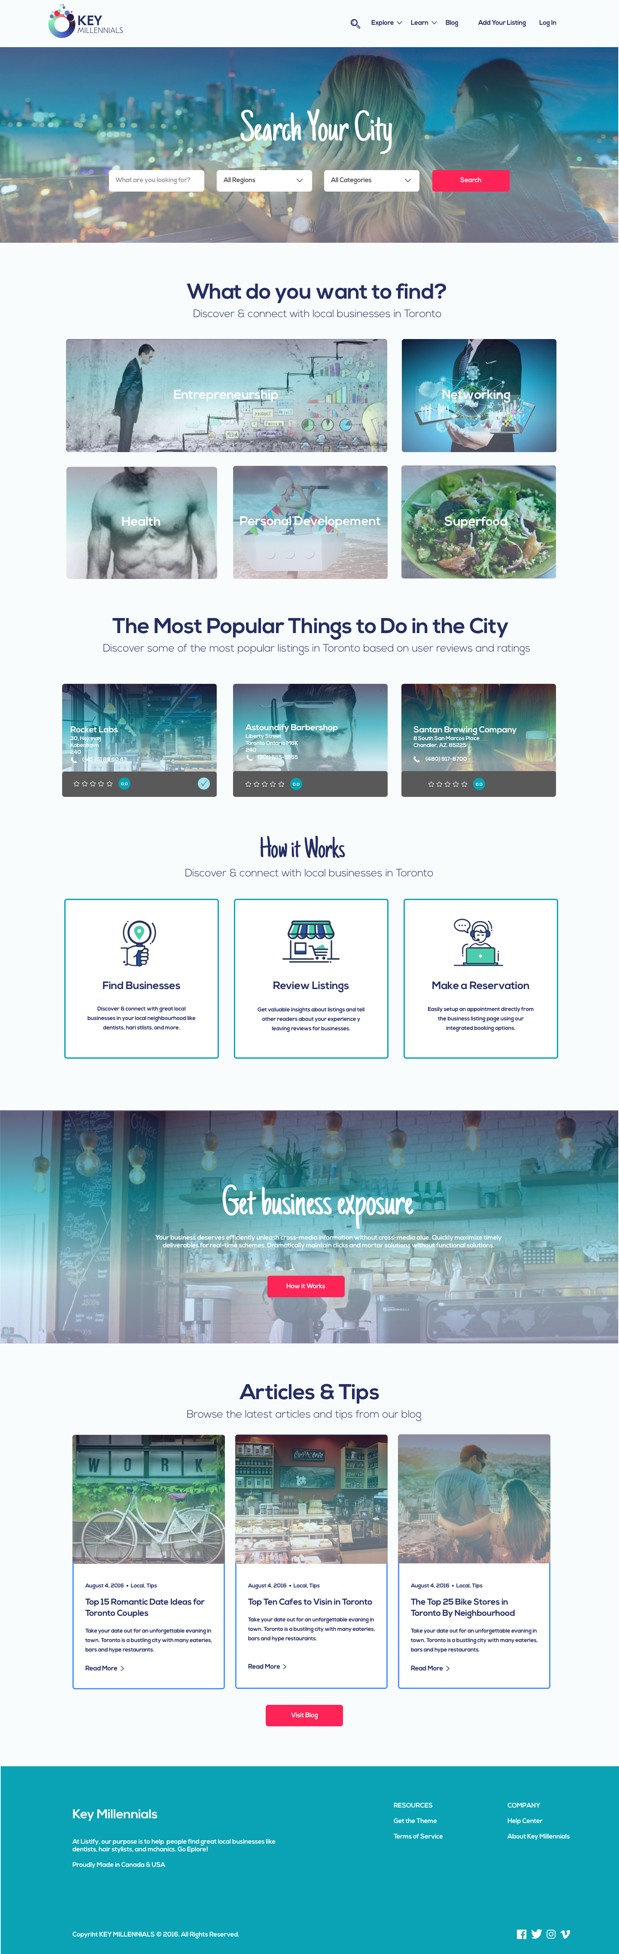 KEY
MILLENNIALS
Explore
Learn
Blog
Add Your Listing
Log In
Search Your City
What are you looking for?
All Regions
All Categories
Search
What do you want to find?
Discover & connect with local businesses in Toronto
Entrepreneurship
Networking
Health
Personal Developement
Superfood
The Most Popular Things to Do in the City
Discover some of the most popular listings in Toronto based on user reviews and ratings
Rocket Labs
30,
240
Astoundify Barbershop
Liberty Street
Toronto Ontario M6R,
240
Santan Brewing Company
8 South San Marcos Place
Chandler, AZ, 85225
(480) 917-8700
0.0
0.0
0.0
How it Works
Discover & connect with local businesses in Toronto
Find Businesses
Discover & connect with great local
businesses in your local neighbourhood like
dentists, hari stlists, and more.
Review Listings
Get valuable insights about listings and tell
other readers about your experience y
leaving reviews for businesses.
Make a Reservation
Easily setup an appointment directly from
the business listing page using our
integrated booking options.
Get business exposure
Your business deserves efficiently unleash cross-media information without cross-media alue. Quickly maximize timely
deliverables for real-time schemes. Dramatically maintain clicks and mortar solutions without functional solutions.
How it Works
Articles & Tips
Browse the latest articles and tips from our blog
WORK
August 4, 2016 • Local, Tips
Top 15 Romantic Date Ideas for
Toronto Couples
Take your date out for an unforgettable evaning in
town. Toronto is a bustling city with many eateries,
bars and hype restaurants.
Read More
August 4, 2016 • Local, Tips
Top Ten Cafes to Visin in Toronto
Take your date out for an unforgettable evaning in
town. Toronto is a bustling city with many eateries,
bars and hype restaurants.
Read More
August 4, 2016 • Local, Tips
The Top 25 Bike Stores in
Toronto By Neighbourhood
Take your date out for an unforgettable evaning in
town. Toronto is a bustling city with many eateries,
bars and hype restaurants.
Read More
Visit Blog
Key Millennials
At Listify, our purpose is to help people find great local businesses like
dentists, hair stylists, and mchanics. Go Eplore!
Proudly Made in Canada & USA
RESOURCES
Get the Theme
Terms of Service
COMPANY
Help Center
About Key Millennials
Copyriht KEY MILLENNIALS © 2016. All Rights Reserved.